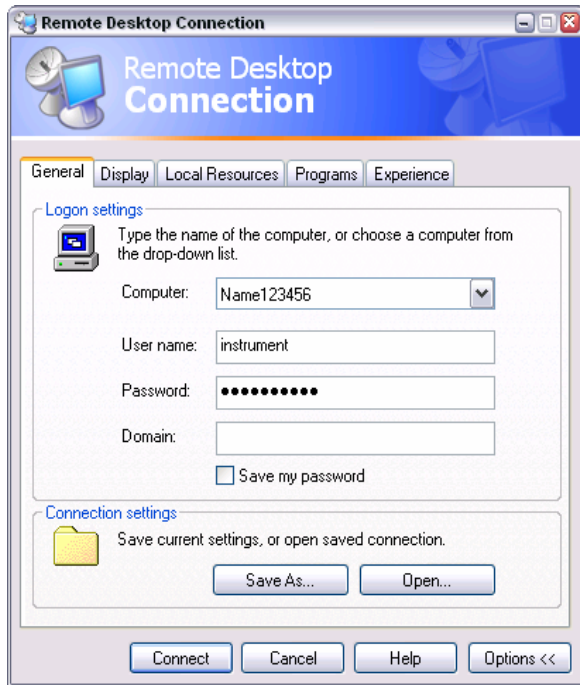 Remote Desktop Connection
Remote Desktop
Connection
General Display Local Resources Programs Experience
Logon settings
Type the name of the computer, or choose a computer from
the drop-down list.
Computer: Name123456
User name: instrument
Password: ●●●●●●●●●●
Domain:
Save my password
Connection settings
Save current settings, or open saved connection.
Save As... Open...
Connect Cancel Help Options <<